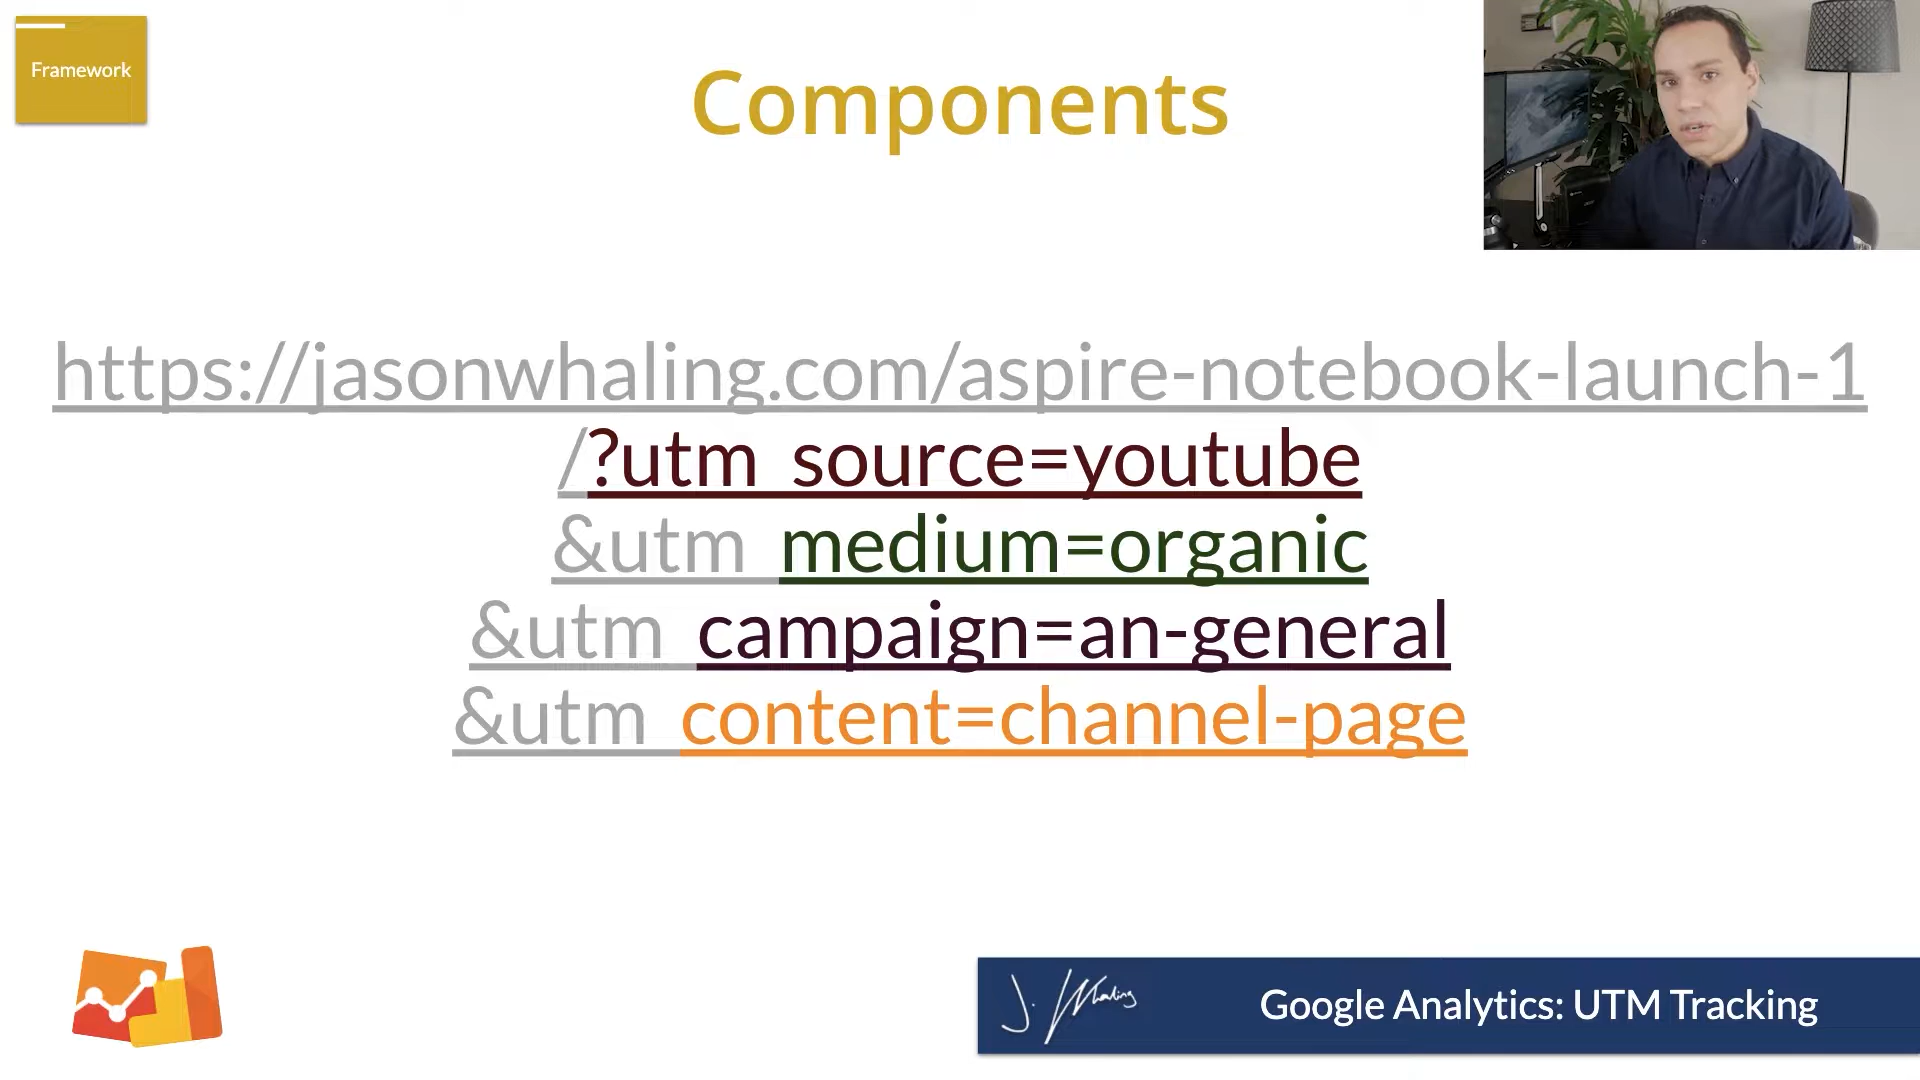 Framework
Components
https://jasonwhaling.com/aspire-notebook-launch-1
/?utm_source=youtube
&utm_medium=organic
&utm_campaign=an-general
&utm_content=channel-page
J. Whaling
Google Analytics: UTM Tracking